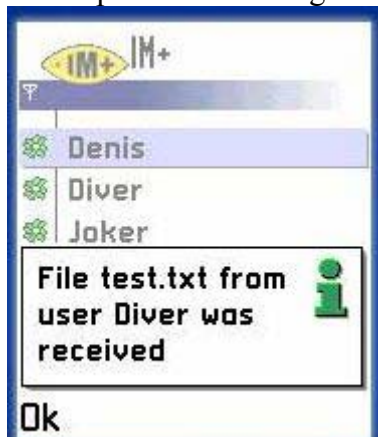 IM+ IM+
Denis
Diver
Joker
File test.txt from
user Diver was
received
Ok